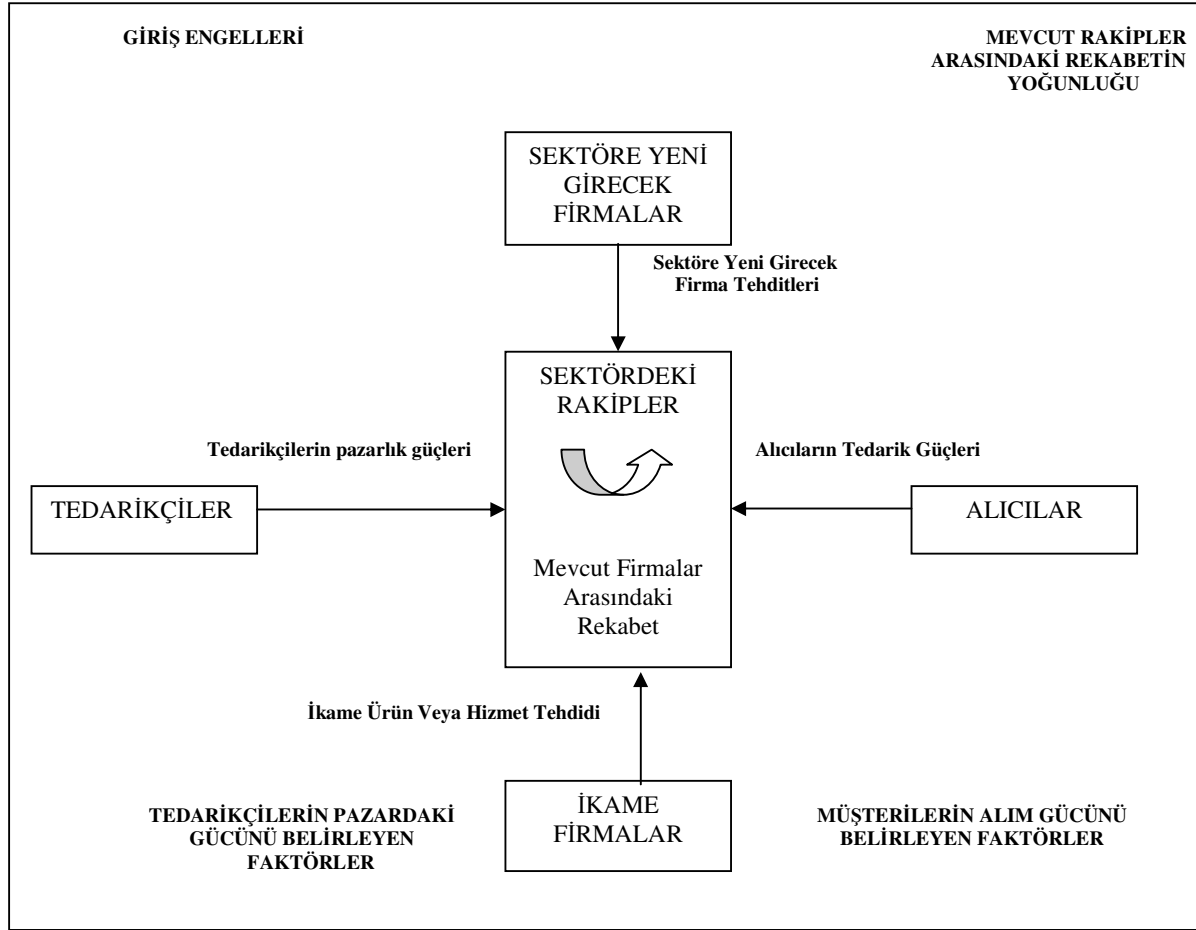 GİRİŞ ENGELLERİ
MEVCUT RAKİPLER
ARASINDAKİ REKABETİN
YOĞUNLUĞU
SEKTÖRE YENİ
GİRECEK
FİRMALAR
Sektöre Yeni Girecek
Firma Tehditleri
SEKTÖRDEKİ
RAKİPLER
Tedarikçilerin pazarlık güçleri
Alıcıların Tedarik Güçleri
TEDARİKÇİLER
ALICILAR
Mevcut Firmalar
Arasındaki
Rekabet
İkame Ürün Veya Hizmet Tehdidi
İKAME
FİRMALAR
TEDARİKÇİLERİN PAZARDAKİ
GÜCÜNÜ BELİRLEYEN
FAKTÖRLER
MÜŞTERİLERİN ALIM GÜCÜNÜ
BELİRLEYEN FAKTÖRLER